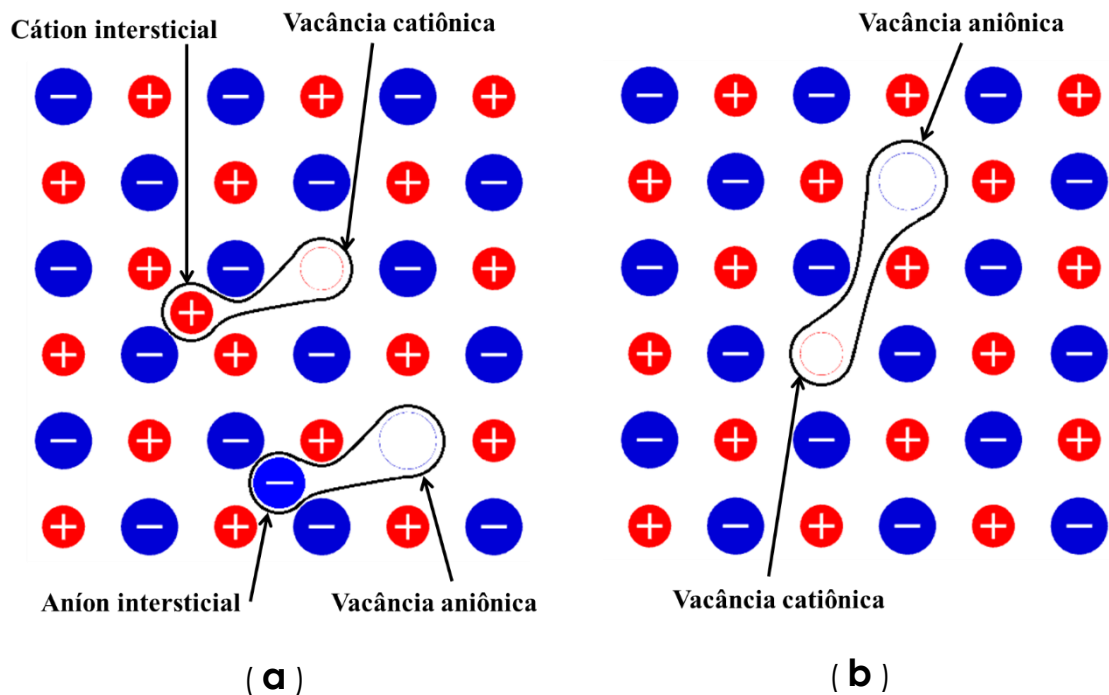 Cátion intersticial
Vacância catiônica
Vacância aniônica
Aníon intersticial
Vacância aniônica
Vacância catiônica
( a )
( b )